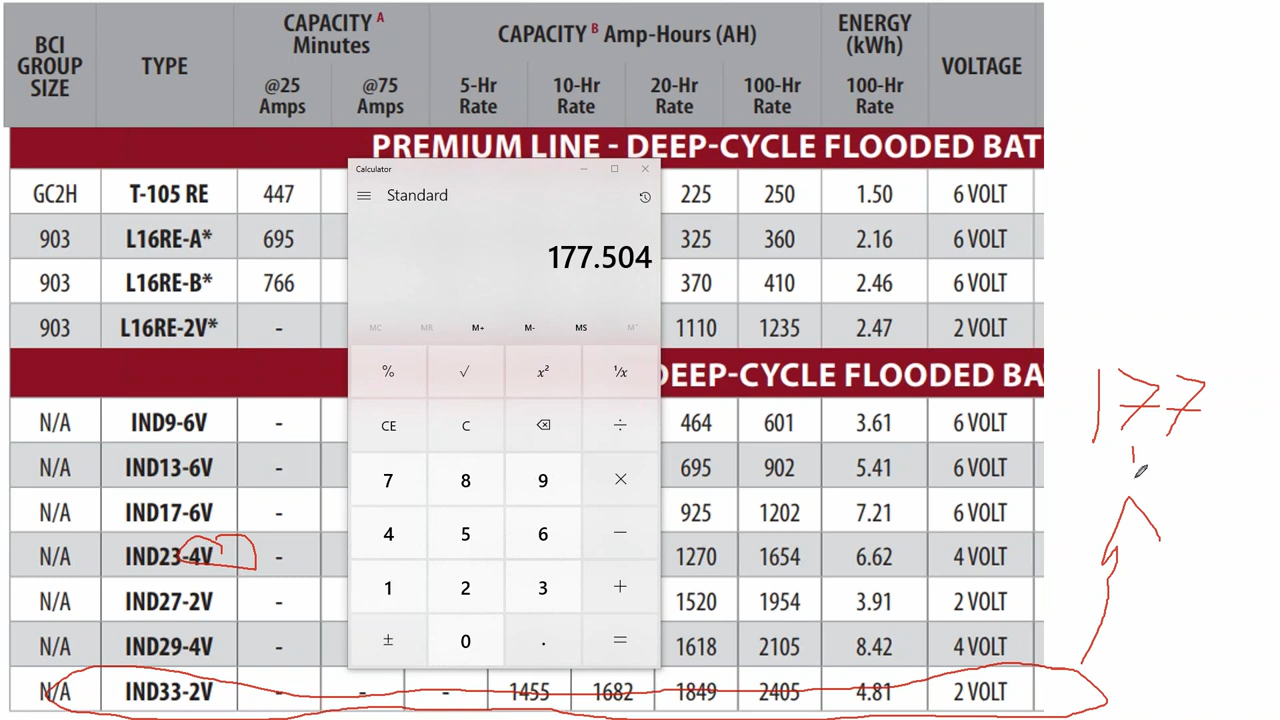 BCI GROUP SIZE TYPE CAPACITY A Minutes CAPACITY B Amp-Hours (AH) ENERGY (kWh) VOLTAGE
@25 Amps @75 Amps 5-Hr Rate 10-Hr Rate 20-Hr Rate 100-Hr Rate 100-Hr Rate
PREMIUM LINE - DEEP-CYCLE FLOODED BAT
GC2H T-105 RE 447 225 250 1.50 6 VOLT
903 L16RE-A* 695 325 360 2.16 6 VOLT
903 L16RE-B* 766 370 410 2.46 6 VOLT
903 L16RE-2V* - 1110 1235 2.47 2 VOLT
DEEP-CYCLE FLOODED BA
N/A IND9-6V - 464 601 3.61 6 VOLT
N/A IND13-6V - 695 902 5.41 6 VOLT
N/A IND17-6V - 925 1202 7.21 6 VOLT
N/A IND23-4V - 1270 1654 6.62 4 VOLT
N/A IND27-2V - 1520 1954 3.91 2 VOLT
N/A IND29-4V - 1618 2105 8.42 4 VOLT
N/A IND33-2V - - - 1455 1682 1849 2405 4.81 2 VOLT
Calculator
Standard
177.504
MC MR M+ M- MS M˅
% √ x² ¹/x
CE C ÷
7 8 9 ×
4 5 6 −
1 2 3 +
± 0 . =
177